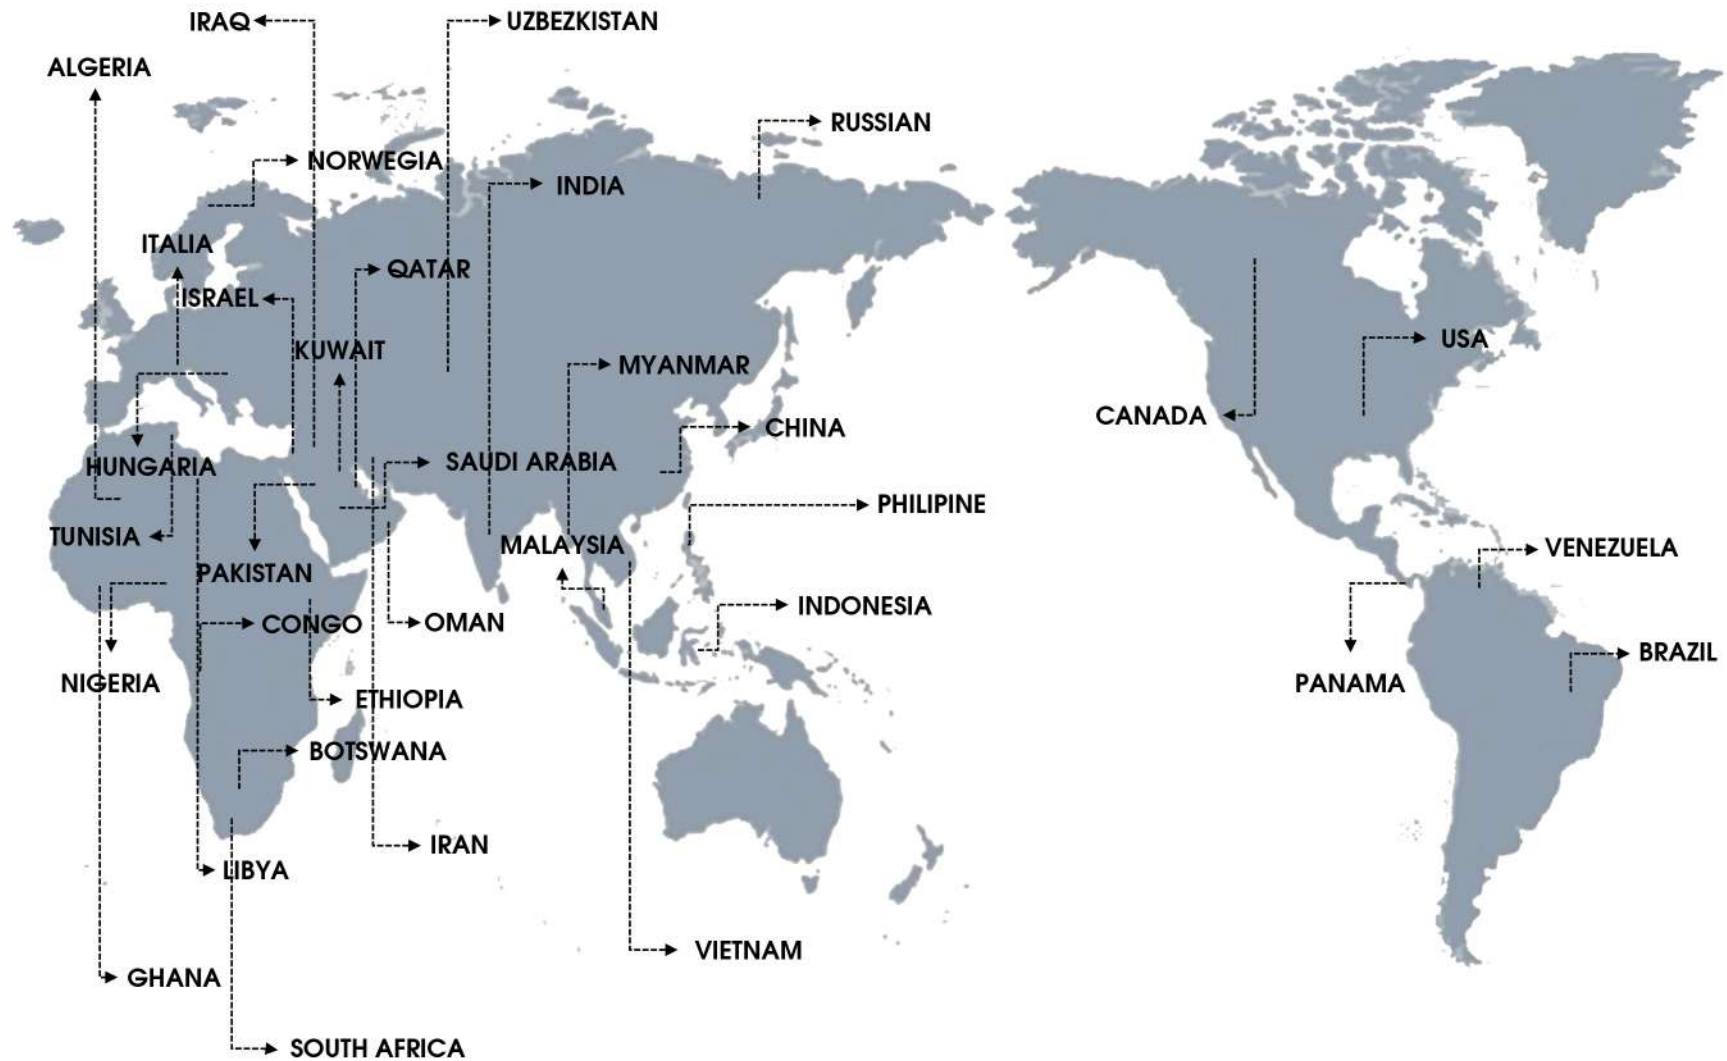 IRAQ
UZBEZKISTAN
ALGERIA
RUSSIAN
NORWEGIA
INDIA
ITALIA
QATAR
ISRAEL
USA
KUWAIT
MYANMAR
CANADA
CHINA
HUNGARIA
SAUDI ARABIA
PHILIPINE
TUNISIA
MALAYSIA
VENEZUELA
PAKISTAN
INDONESIA
CONGO
OMAN
BRAZIL
NIGERIA
PANAMA
ETHIOPIA
BOTSWANA
IRAN
LIBYA
VIETNAM
GHANA
SOUTH AFRICA